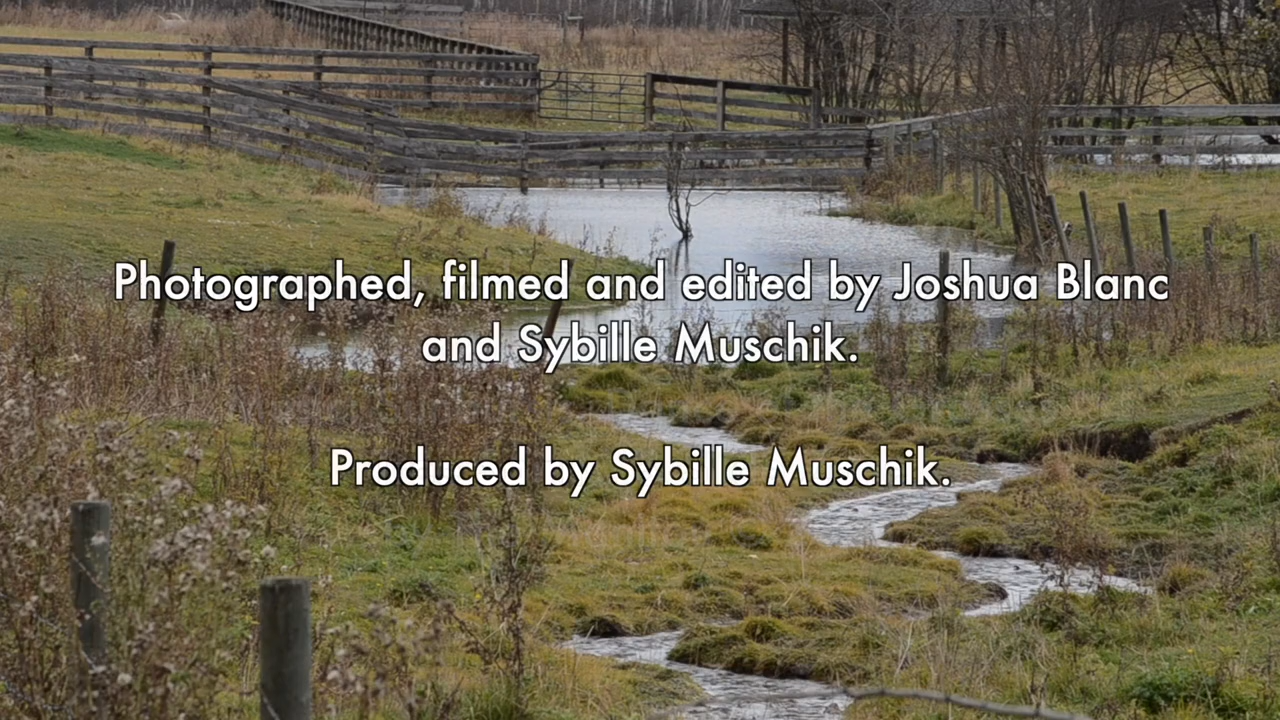 Photographed, filmed and edited by Joshua Blanc
and Sybille Muschik.
Produced by Sybille Muschik.